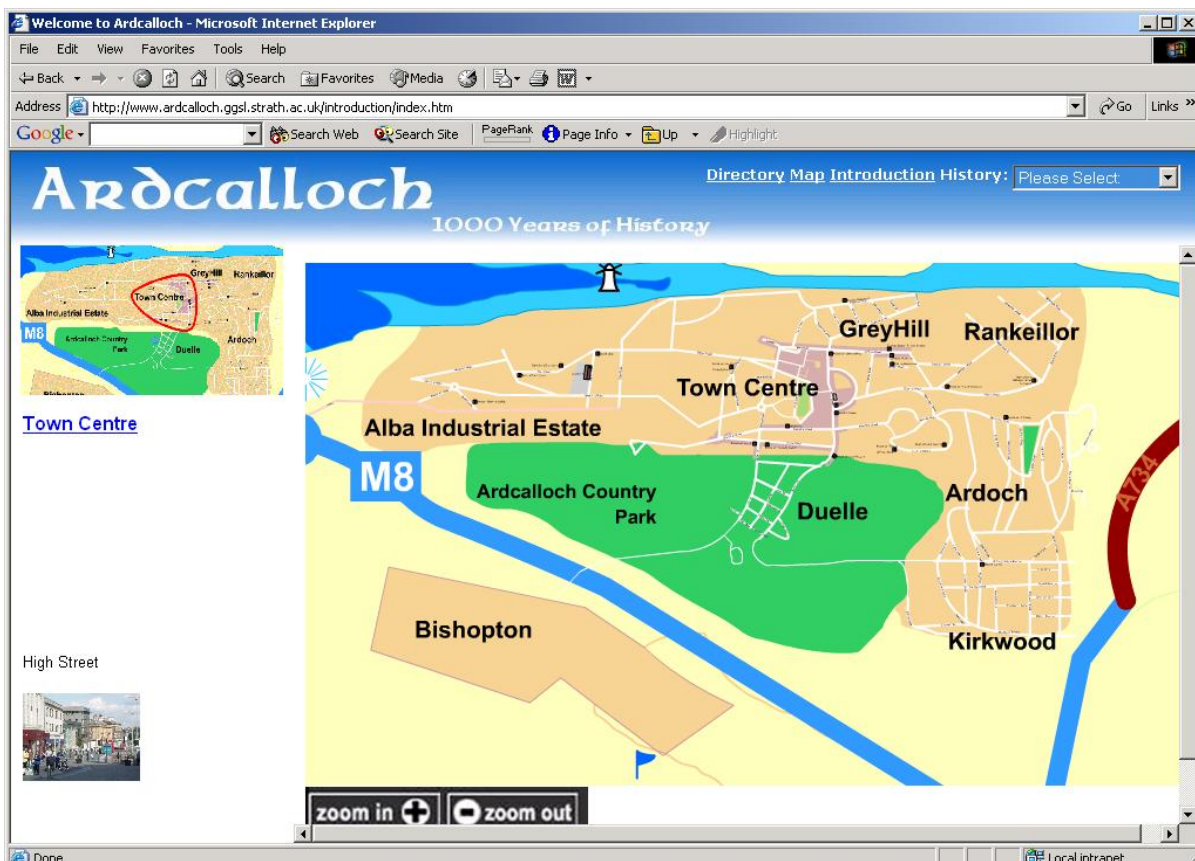 Welcome to Ardcalloch - Microsoft Internet Explorer
File Edit View Favorites Tools Help
Back Search Favorites Media
Address http://www.ardcalloch.ggsl.strath.ac.uk/introduction/index.htm Go Links »
Google Search Web Search Site PageRank Page Info Up Highlight
Ardcalloch
1000 Years of History
Directory Map Introduction History: Please Select:
GreyHill Rankeillor
Town Centre
Alba Industrial Estate
M8
Ardcalloch Country
Park
Duelle
Ardoch
Bishopton
Town Centre
High Street
GreyHill Rankeillor
Town Centre
Alba Industrial Estate
M8
Ardcalloch Country
Park
Duelle
Ardoch
A734
Bishopton
Kirkwood
zoom in zoom out
Done Local intranet